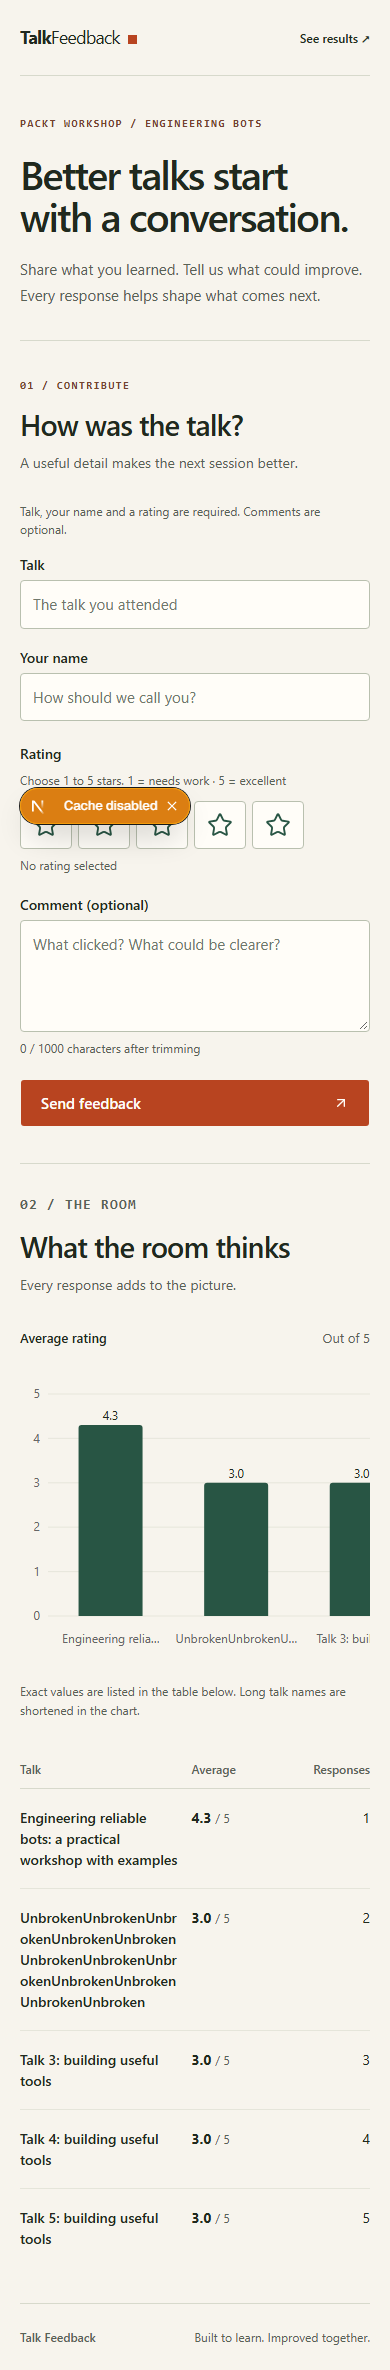 TalkFeedback
See results ↗
PACKT WORKSHOP / ENGINEERING BOTS
Better talks start
with a conversation.
Share what you learned. Tell us what could improve.
Every response helps shape what comes next.
01 / CONTRIBUTE
How was the talk?
A useful detail makes the next session better.
Talk, your name and a rating are required. Comments are
optional.
Talk
The talk you attended
Your name
How should we call you?
Rating
Choose 1 to 5 stars. 1 = needs work · 5 = excellent
N Cache disabled ×
No rating selected
Comment (optional)
What clicked? What could be clearer?
0 / 1000 characters after trimming
Send feedback ↗
02 / THE ROOM
What the room thinks
Every response adds to the picture.
Average rating
Out of 5
5
4.3
4
3.0
3.0
3
2
1
0
Engineering relia...
UnbrokenUnbrokenU...
Talk 3: buil
Exact values are listed in the table below. Long talk names are
shortened in the chart.
Talk Average Responses
Engineering reliable 4.3 / 5 1
bots: a practical
workshop with examples
UnbrokenUnbrokenUnbr 3.0 / 5 2
okenUnbrokenUnbroken
UnbrokenUnbrokenUnbr
okenUnbrokenUnbroken
UnbrokenUnbroken
Talk 3: building useful 3.0 / 5 3
tools
Talk 4: building useful 3.0 / 5 4
tools
Talk 5: building useful 3.0 / 5 5
tools
Talk Feedback
Built to learn. Improved together.